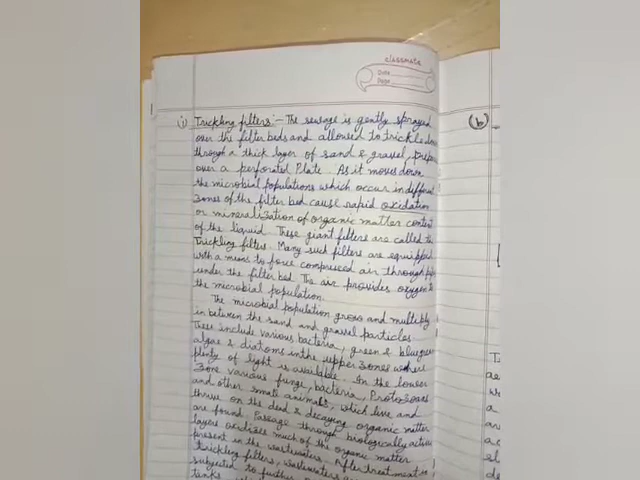 classmate
Date
Page
i) Trickling filters:- The sewage is gently sprayed
over the filter beds and allowed to trickle down
through a thick layer of sand & gravel,
over a perforated Plate. As it moves down
the microbial populations which occur in different
zones of the filter bed cause rapid oxidation
or mineralization of organic matter content
of the liquid. These giant filters are called the
Trickling filters. Many such filters are equipped
with a means to force compressed air through
under the filter bed. The air provides oxygen to
the microbial population.
The microbial population grow and multiply
in between the sand and gravel particles.
These include various bacteria, green & bluegreen
algae & diatoms in the upper zones where
plenty of light is available. In the lower
zone various fungi, bacteria, Protozoans
and other small animals, which live and
thrive on the dead & decaying organic matter
are found. Passage through biologically active
layers oxidises much of the organic matter
present in the wastewaters. After treatment in
trickling filters, wastewaters
subjected to further
tanks
(b)